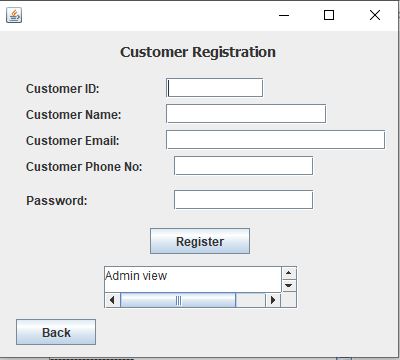 Customer Registration
Customer ID:
Customer Name:
Customer Email:
Customer Phone No:
Password:
Register
Admin view
Back